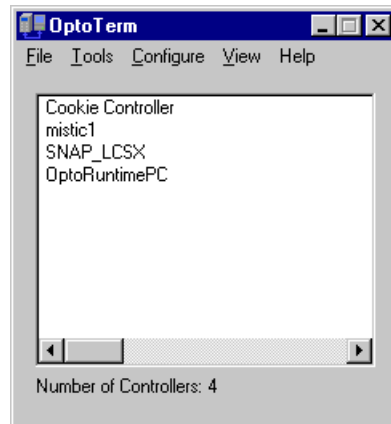 OptoTerm
File Tools Configure View Help
Cookie Controller
mistic1
SNAP_LCSX
OptoRuntimePC
Number of Controllers: 4